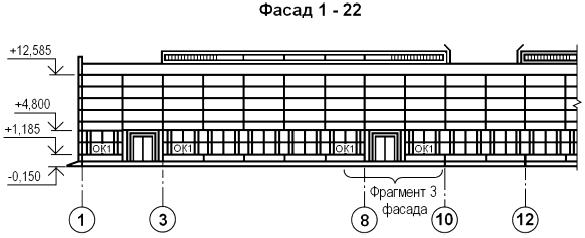 Фасад 1 - 22
+12,585
+4,800
+1,185
-0,150
ОК1
ОК1
ОК1
ОК1
Фрагмент 3
фасада
1
3
8
10
12